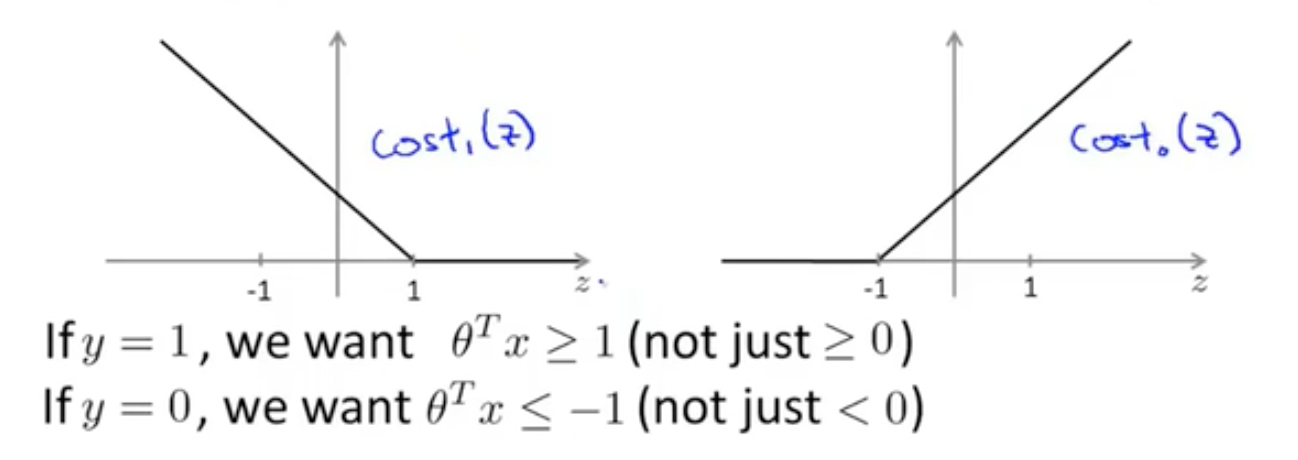 cost₁(z)
cost₀(z)
-1 1 z
-1 1 z
If y = 1, we want θᵀx ≥ 1 (not just ≥ 0)
If y = 0, we want θᵀx ≤ −1 (not just < 0)